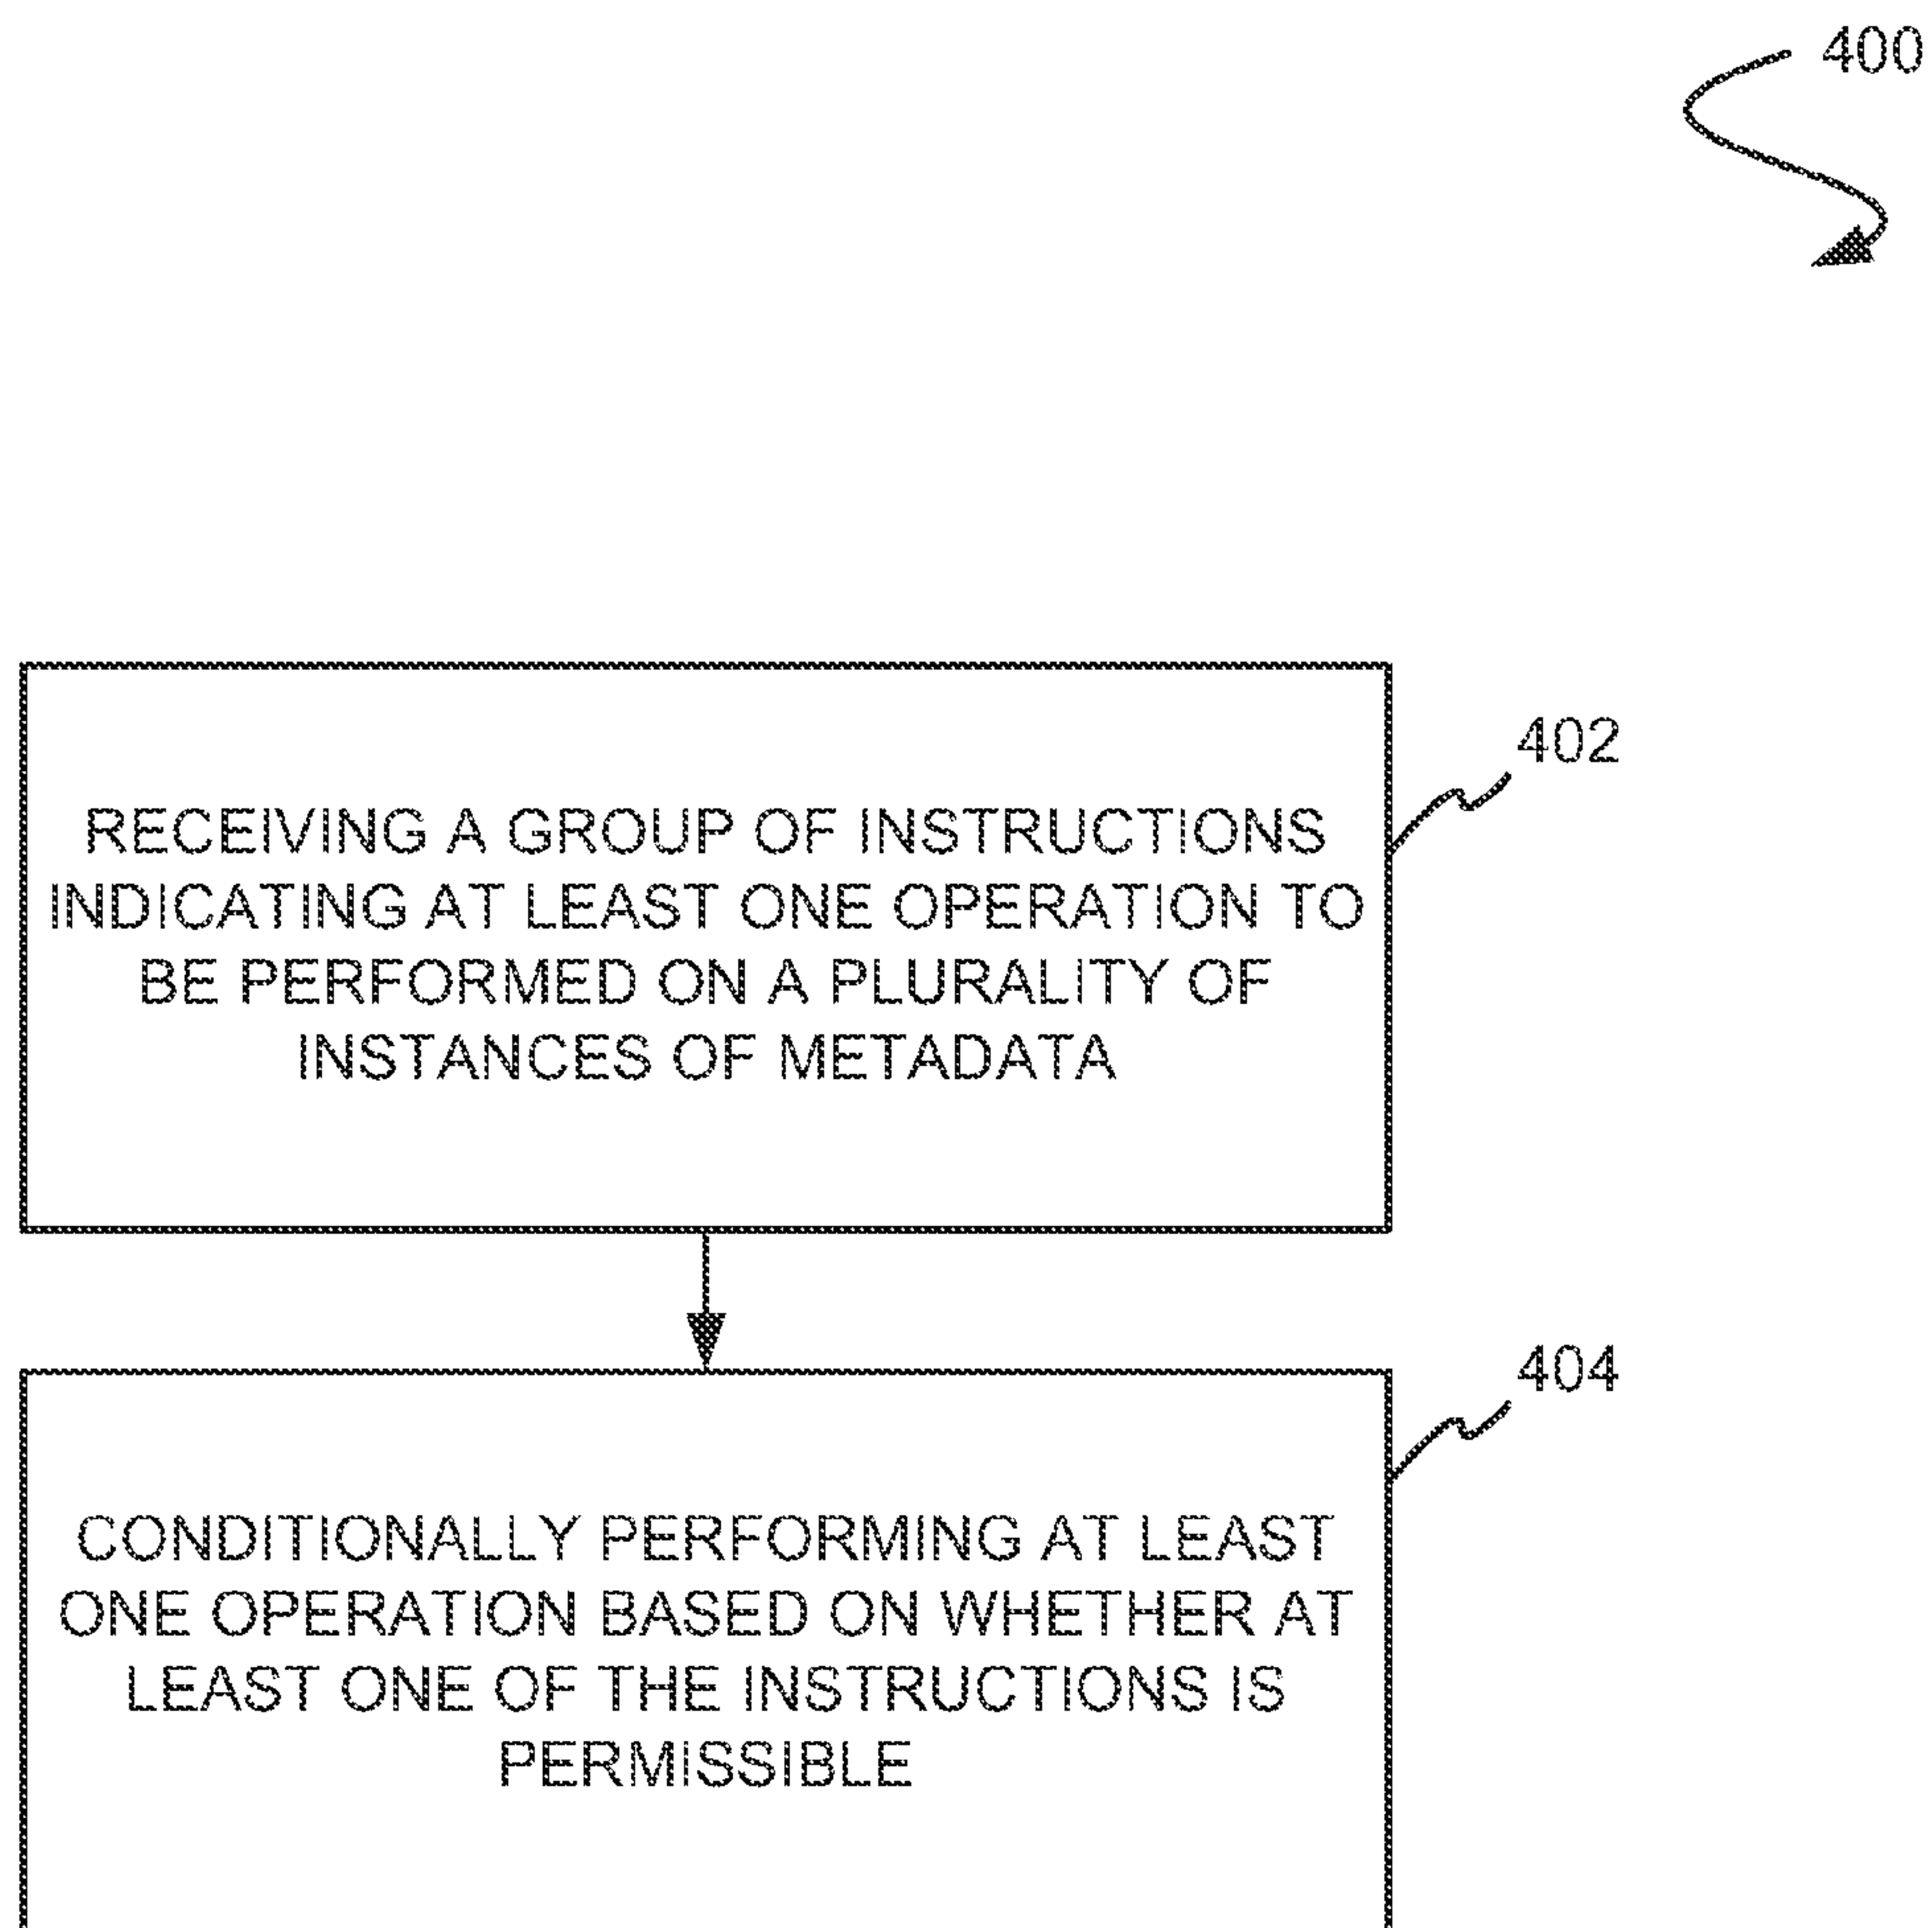 400
402
RECEIVING A GROUP OF INSTRUCTIONS
INDICATING AT LEAST ONE OPERATION TO
BE PERFORMED ON A PLURALITY OF
INSTANCES OF METADATA
404
CONDITIONALLY PERFORMING AT LEAST
ONE OPERATION BASED ON WHETHER AT
LEAST ONE OF THE INSTRUCTIONS IS
PERMISSIBLE